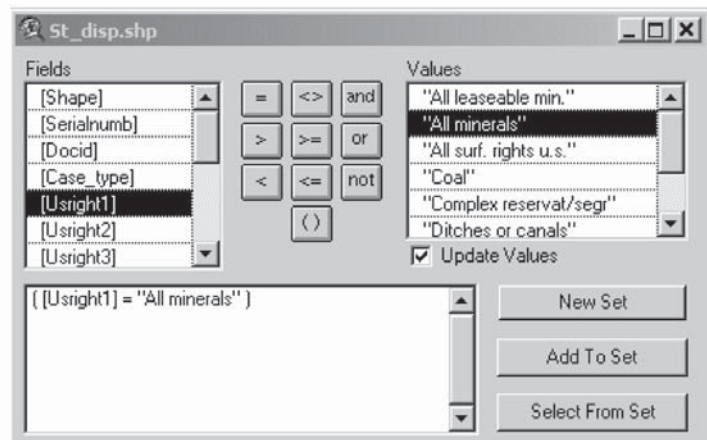 St_disp.shp
Fields
[Shape]
[Serialnumb]
[Docid]
[Case_type]
[Usright1]
[Usright2]
[Usright3]
= <> and
> >= or
< <= not
()
Values
"All leaseable min."
"All minerals"
"All surf. rights u.s."
"Coal"
"Complex reservat/segr"
"Ditches or canals"
Update Values
( [Usright1] = "All minerals" )
New Set
Add To Set
Select From Set